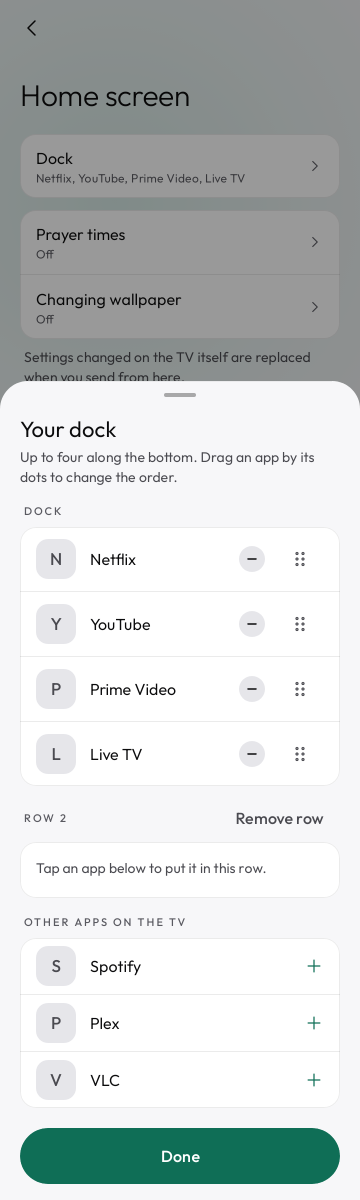 Home screen
Dock
Netflix, YouTube, Prime Video, Live TV
Prayer times
Off
Changing wallpaper
Off
Settings changed on the TV itself are replaced
when you send from here.
Your dock
Up to four along the bottom. Drag an app by its
dots to change the order.
DOCK
N Netflix
Y YouTube
P Prime Video
L Live TV
ROW 2 Remove row
Tap an app below to put it in this row.
OTHER APPS ON THE TV
S Spotify
P Plex
V VLC
Done